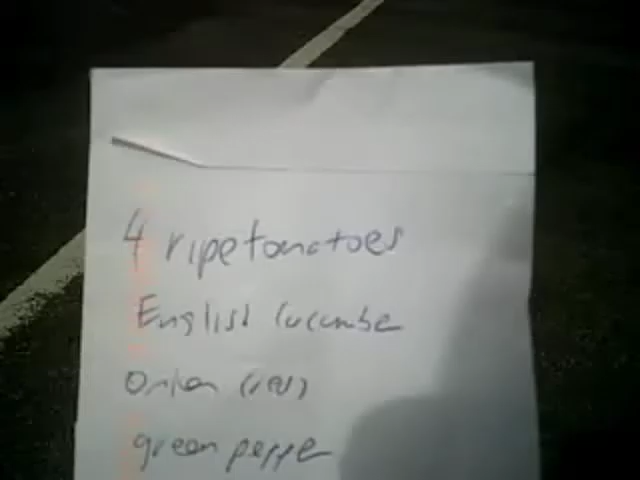 4 ripe tomatoes
English cucumber
Onion (red)
green pepper